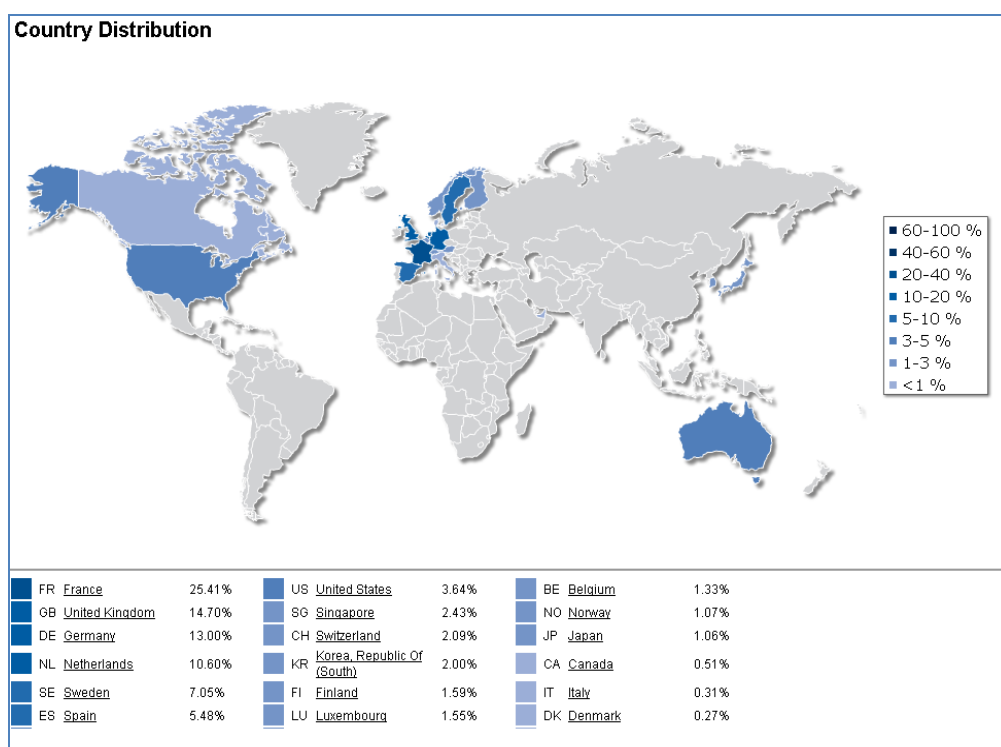 Country Distribution
60-100 %
40-60 %
20-40 %
10-20 %
5-10 %
3-5 %
1-3 %
<1 %
FR France 25.41%
GB United Kingdom 14.70%
DE Germany 13.00%
NL Netherlands 10.60%
SE Sweden 7.05%
ES Spain 5.48%
US United States 3.64%
SG Singapore 2.43%
CH Switzerland 2.09%
KR Korea, Republic Of
(South) 2.00%
FI Finland 1.59%
LU Luxembourg 1.55%
BE Belgium 1.33%
NO Norway 1.07%
JP Japan 1.06%
CA Canada 0.51%
IT Italy 0.31%
DK Denmark 0.27%